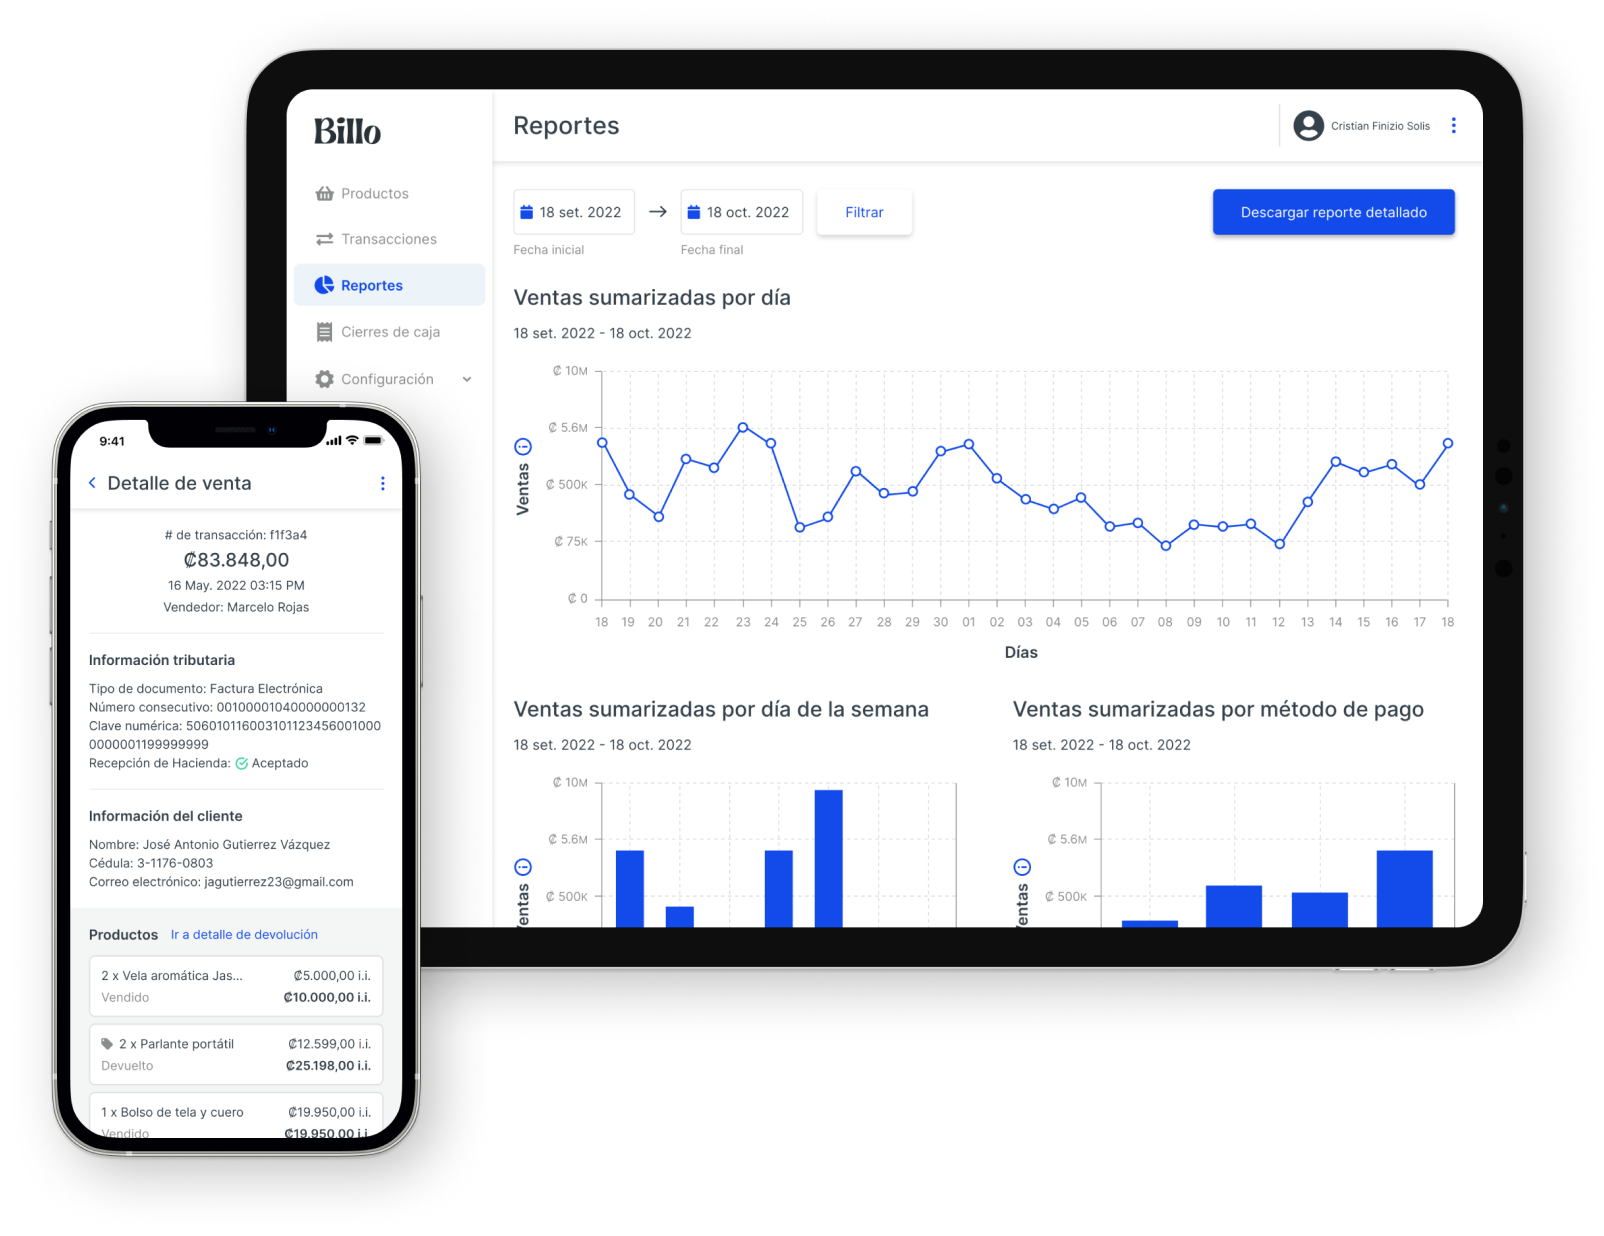 Billo
Productos
Transacciones
Reportes
Cierres de caja
Configuración
Reportes
Cristian Finizio Solis
18 set. 2022
18 oct. 2022
Filtrar
Descargar reporte detallado
Fecha inicial
Fecha final
Ventas sumarizadas por día
18 set. 2022 - 18 oct. 2022
Ventas
₡ 10M
₡ 5.6M
₡ 500K
₡ 75K
₡ 0
18 19 20 21 22 23 24 25 26 27 28 29 30 01 02 03 04 05 06 07 08 09 10 11 12 13 14 15 16 17 18
Días
Ventas sumarizadas por día de la semana
18 set. 2022 - 18 oct. 2022
Ventas
₡ 10M
₡ 5.6M
₡ 500K
Ventas sumarizadas por método de pago
18 set. 2022 - 18 oct. 2022
Ventas
₡ 10M
₡ 5.6M
₡ 500K
9:41
Detalle de venta
# de transacción: f1f3a4
₡83.848,00
16 May. 2022 03:15 PM
Vendedor: Marcelo Rojas
Información tributaria
Tipo de documento: Factura Electrónica
Número consecutivo: 00100001040000000132
Clave numérica: 506010116003101123456001000
0000001199999999
Recepción de Hacienda: Aceptado
Información del cliente
Nombre: José Antonio Gutierrez Vázquez
Cédula: 3-1176-0803
Correo electrónico: jagutierrez23@gmail.com
Productos Ir a detalle de devolución
2 x Vela aromática Jas... ₡5.000,00 i.i.
Vendido ₡10.000,00 i.i.
2 x Parlante portátil ₡12.599,00 i.i.
Devuelto ₡25.198,00 i.i.
1 x Bolso de tela y cuero ₡19.950,00 i.i.
Vendido ₡19.950,00 i.i.